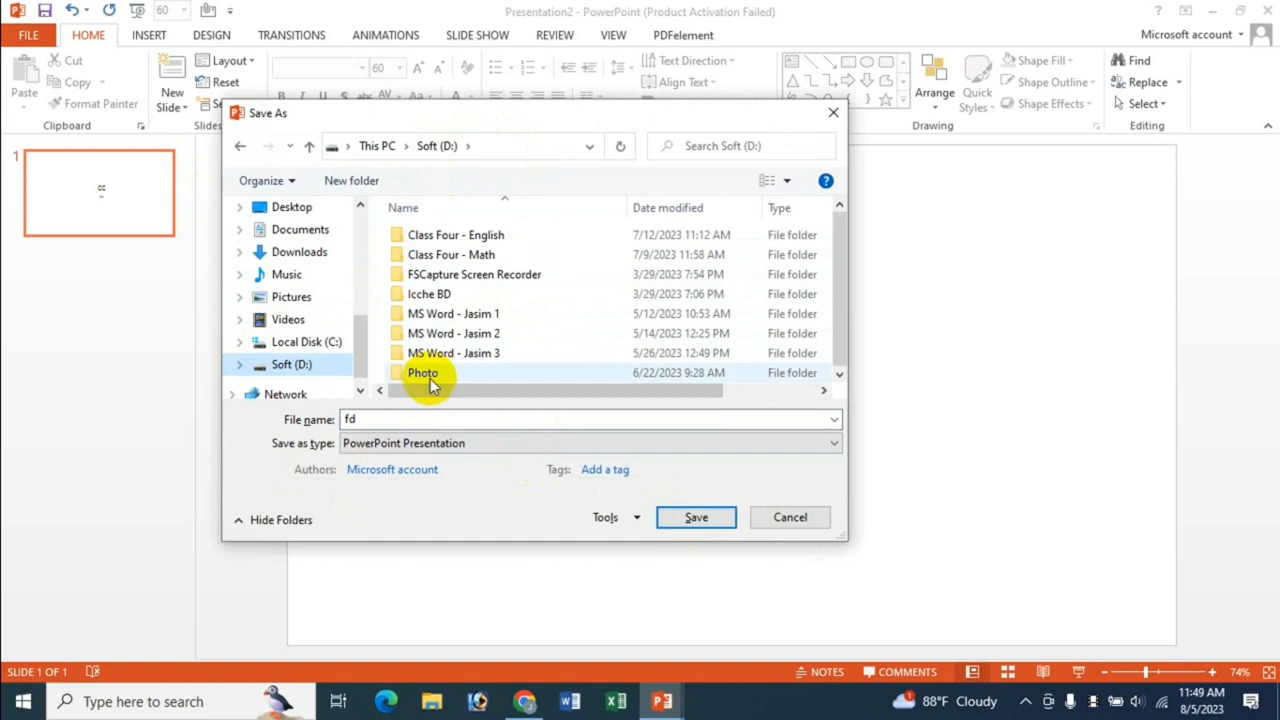 60
Presentation2 - PowerPoint (Product Activation Failed)
?
FILE HOME INSERT DESIGN TRANSITIONS ANIMATIONS SLIDE SHOW REVIEW VIEW PDFelement
Microsoft account
Paste
Cut
Copy
Format Painter
Clipboard
New
Slide
Layout
Reset
Slides
60
B I U S abc AV Aa A
Text Direction
Align Text
Arrange
Quick
Styles
Shape Fill
Shape Outline
Shape Effects
Drawing
Find
Replace
Select
Editing
1
Save As
This PC Soft (D:)
Search Soft (D:)
Organize New folder
?
Desktop
Documents
Downloads
Music
Pictures
Videos
Local Disk (C:)
Soft (D:)
Network
Name Date modified Type
Class Four - English 7/12/2023 11:12 AM File folder
Class Four - Math 7/9/2023 11:58 AM File folder
FSCapture Screen Recorder 3/29/2023 7:54 PM File folder
Icche BD 3/29/2023 7:06 PM File folder
MS Word - Jasim 1 5/12/2023 10:53 AM File folder
MS Word - Jasim 2 5/14/2023 12:25 PM File folder
MS Word - Jasim 3 5/26/2023 12:49 PM File folder
Photo 6/22/2023 9:28 AM File folder
File name: fd
Save as type: PowerPoint Presentation
Authors: Microsoft account Tags: Add a tag
Hide Folders Tools Save Cancel
SLIDE 1 OF 1
NOTES COMMENTS 74%
Type here to search
88°F Cloudy
11:49 AM
8/5/2023